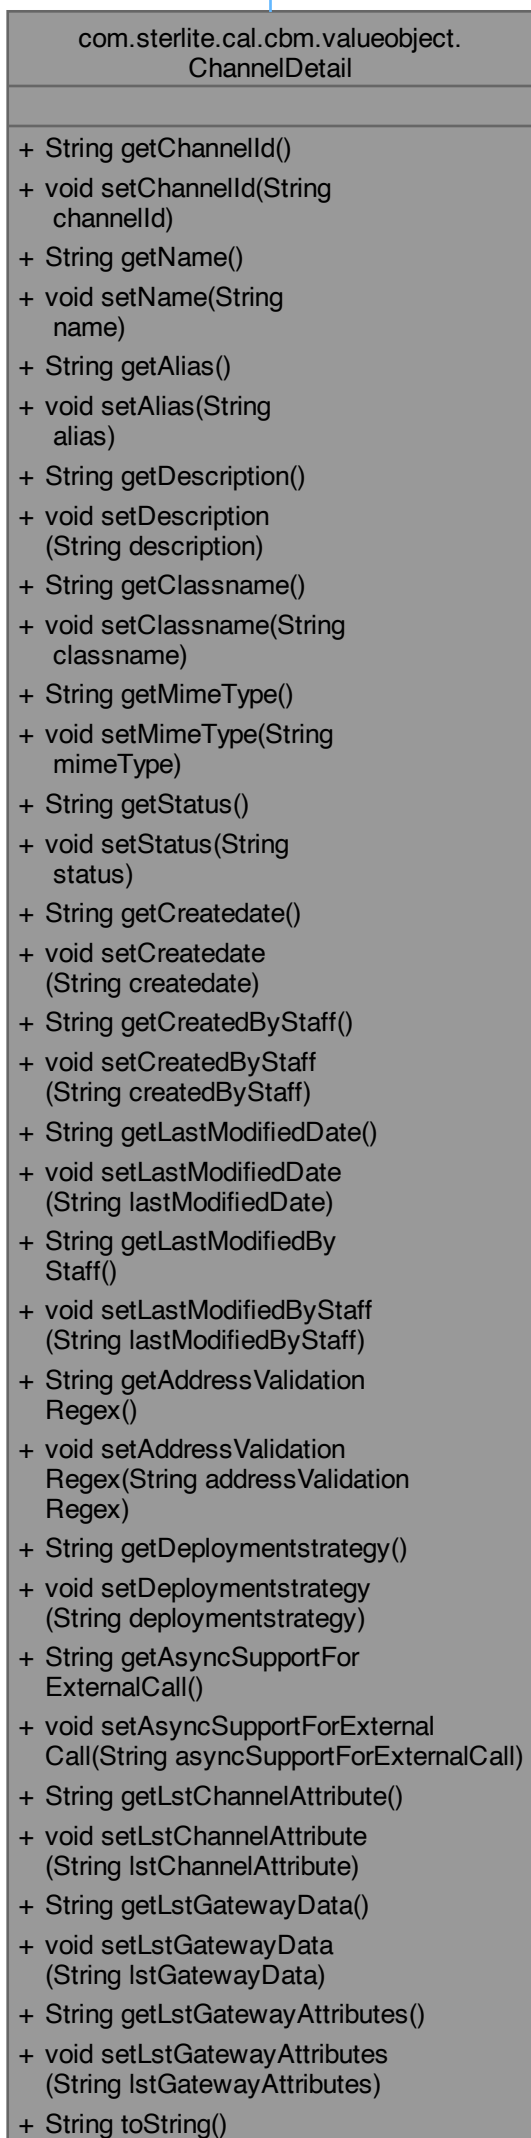 com.sterlite.cal.cbm.valueobject.
ChannelDetail
+ String getChannelId()
+ void setChannelId(String
channelId)
+ String getName()
+ void setName(String
name)
+ String getAlias()
+ void setAlias(String
alias)
+ String getDescription()
+ void setDescription
(String description)
+ String getClassname()
+ void setClassname(String
classname)
+ String getMimeType()
+ void setMimeType(String
mimeType)
+ String getStatus()
+ void setStatus(String
status)
+ String getCreatedate()
+ void setCreatedate
(String createdate)
+ String getCreatedByStaff()
+ void setCreatedByStaff
(String createdByStaff)
+ String getLastModifiedDate()
+ void setLastModifiedDate
(String lastModifiedDate)
+ String getLastModifiedBy
Staff()
+ void setLastModifiedByStaff
(String lastModifiedByStaff)
+ String getAddressValidation
Regex()
+ void setAddressValidation
Regex(String addressValidation
Regex)
+ String getDeploymentstrategy()
+ void setDeploymentstrategy
(String deploymentstrategy)
+ String getAsyncSupportFor
ExternalCall()
+ void setAsyncSupportForExternal
Call(String asyncSupportForExternalCall)
+ String getLstChannelAttribute()
+ void setLstChannelAttribute
(String lstChannelAttribute)
+ String getLstGatewayData()
+ void setLstGatewayData
(String lstGatewayData)
+ String getLstGatewayAttributes()
+ void setLstGatewayAttributes
(String lstGatewayAttributes)
+ String toString()